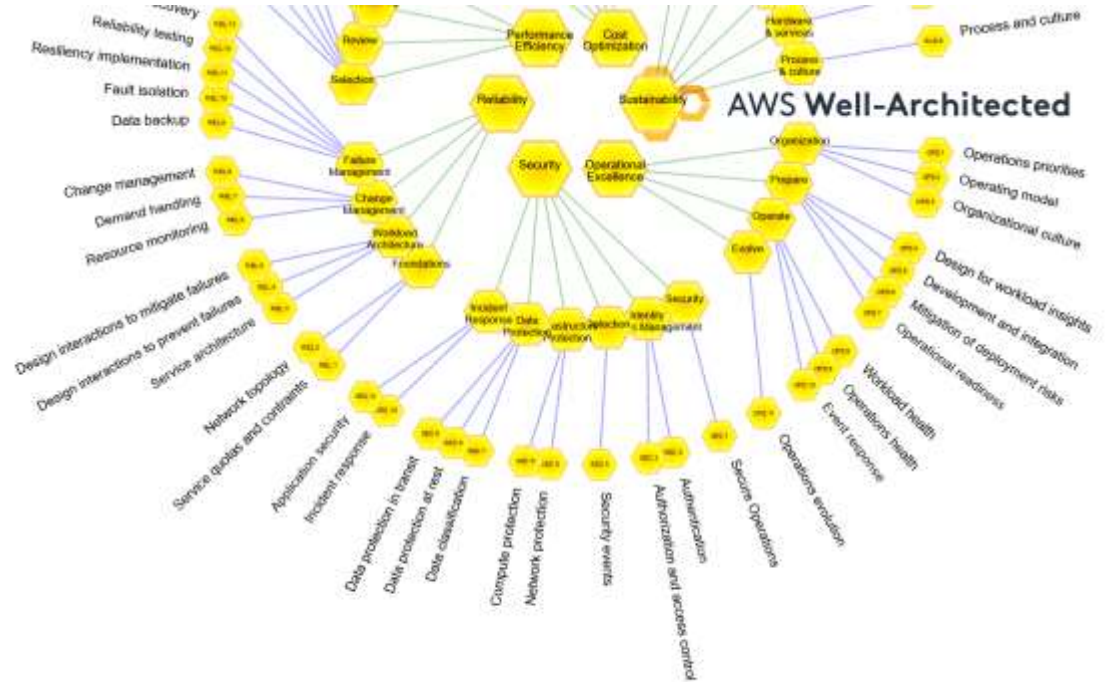 covery
Reliability testing
Resiliency implementation
Fault isolation
Data backup
Change management
Demand handling
Resource monitoring
Design interactions to mitigate failures
Design interactions to prevent failures
Service architecture
Network topology
Service quotas and contraints
Application security
Incident response
Data protection in transit
Data protection at rest
Data classification
Compute protection
Network protection
Security events
Authorization and access control
Authentication
Secure Operations
Operations evolution
Event response
Operations health
Workload health
Operational readiness
Mitigation of deployment risks
Development and integration
Design for workload insights
Organizational culture
Operating model
Operations priorities
Process and culture
AWS Well-Architected
Review
Selection
Performance
Efficiency
Cost
Optimization
Hardware
& services
Process
& culture
Reliability
Sustainability
Security
Operational
Excellence
Failure
Management
Change
Management
Workload
Architecture
Foundations
Incident
Response
Data
Protection
astructure
Protection
etection
Identity
s Management
Security
Organization
Prepare
Operate
Evolve